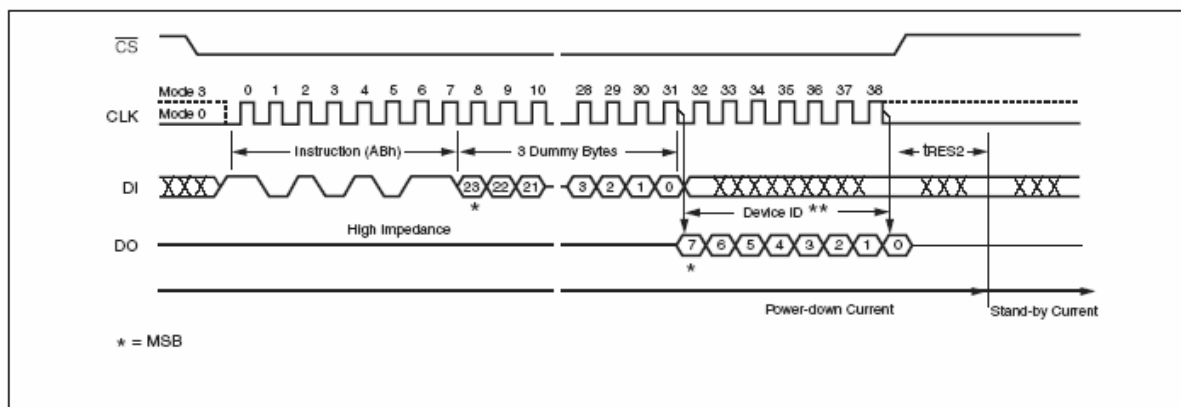 CS
Mode 3 0 1 2 3 4 5 6 7 8 9 10 28 29 30 31 32 33 34 35 36 37 38
CLK Mode 0
Instruction (ABh) 3 Dummy Bytes tRES2
DI XXX 23 22 21 3 2 1 0 XXXXXXXX XXX XXX
* Device ID **
High Impedance
DO 7 6 5 4 3 2 1 0
*
Power-down Current Stand-by Current
* = MSB